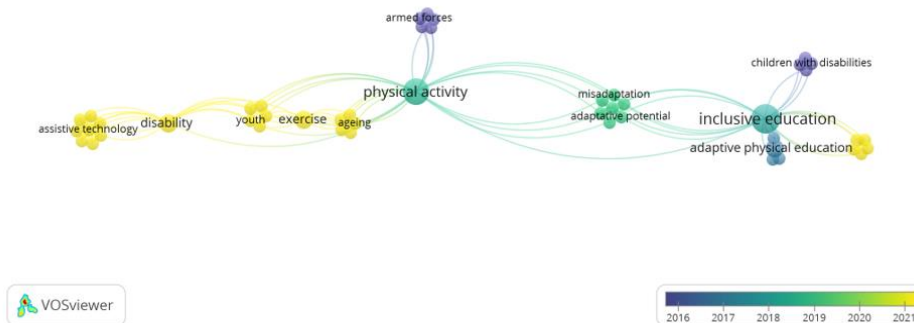 armed forces
children with disabilities
physical activity
misadaptation
adaptative potential
inclusive education
assistive technology
disability
youth
exercise
ageing
adaptive physical education
VOSviewer
2016 2017 2018 2019 2020 2021